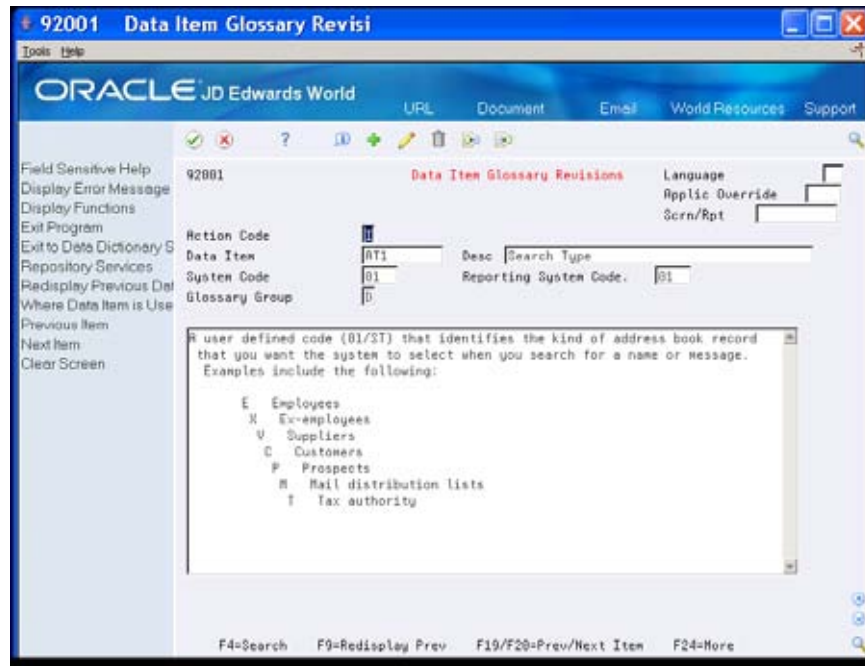 92001 Data Item Glossary Revisi
Tools Help
ORACLE JD Edwards World
URL Document Email World Resources Support
?
Field Sensitive Help
Display Error Message
Display Functions
Exit Program
Exit to Data Dictionary S
Repository Services
Redisplay Previous Dat
Where Data Item is Use
Previous Item
Next Item
Clear Screen
92001 Data Item Glossary Revisions Language
Applic Override
Scrn/Rpt
Action Code I
Data Item AT1 Desc Search Type
System Code 01 Reporting System Code. 01
Glossary Group D
A user defined code (01/ST) that identifies the kind of address book record
that you want the system to select when you search for a name or message.
Examples include the following:
E Employees
X Ex-employees
V Suppliers
C Customers
P Prospects
M Mail distribution lists
T Tax authority
F4=Search F9=Redisplay Prev F19/F20=Prev/Next Item F24=More